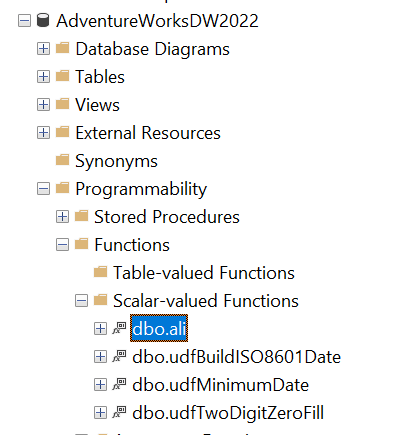 AdventureWorksDW2022
Database Diagrams
Tables
Views
External Resources
Synonyms
Programmability
Stored Procedures
Functions
Table-valued Functions
Scalar-valued Functions
dbo.ali
dbo.udfBuildISO8601Date
dbo.udfMinimumDate
dbo.udfTwoDigitZeroFill